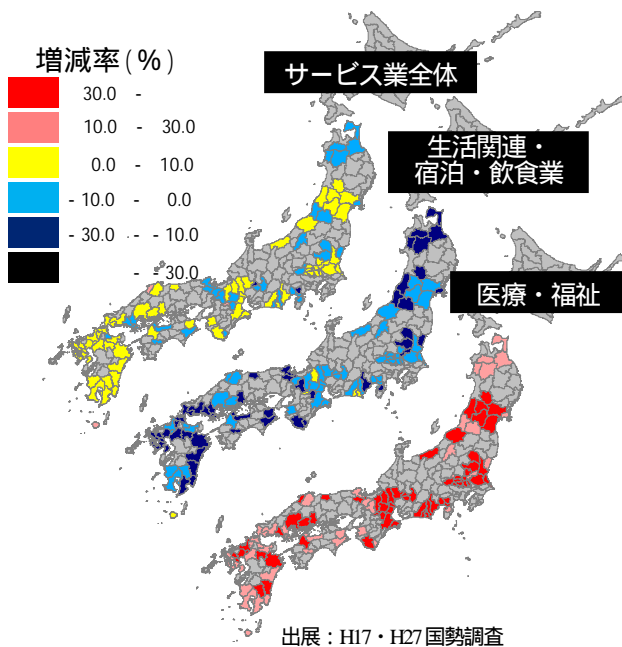 増減率(%)
30.0 -
10.0 - 30.0
0.0 - 10.0
- 10.0 - 0.0
- 30.0 - - 10.0
- - 30.0
サービス業全体
生活関連・
宿泊・飲食業
医療・福祉
出展：H17・H27国勢調査